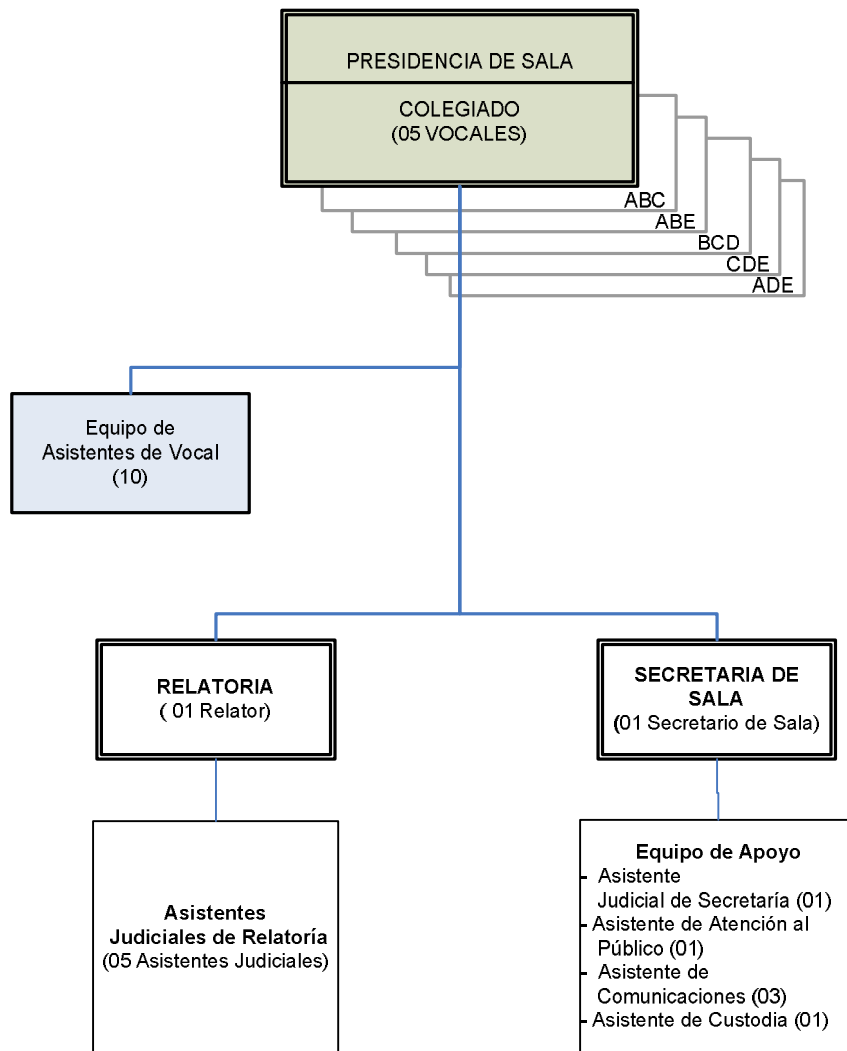 PRESIDENCIA DE SALA
COLEGIADO
(05 VOCALES)
ABC
ABE
BCD
CDE
ADE
Equipo de
Asistentes de Vocal
(10)
RELATORIA
( 01 Relator)
SECRETARIA DE
SALA
(01 Secretario de Sala)
Asistentes
Judiciales de Relatoría
(05 Asistentes Judiciales)
Equipo de Apoyo
- Asistente
Judicial de Secretaría (01)
- Asistente de Atención al
Público (01)
- Asistente de
Comunicaciones (03)
- Asistente de Custodia (01)